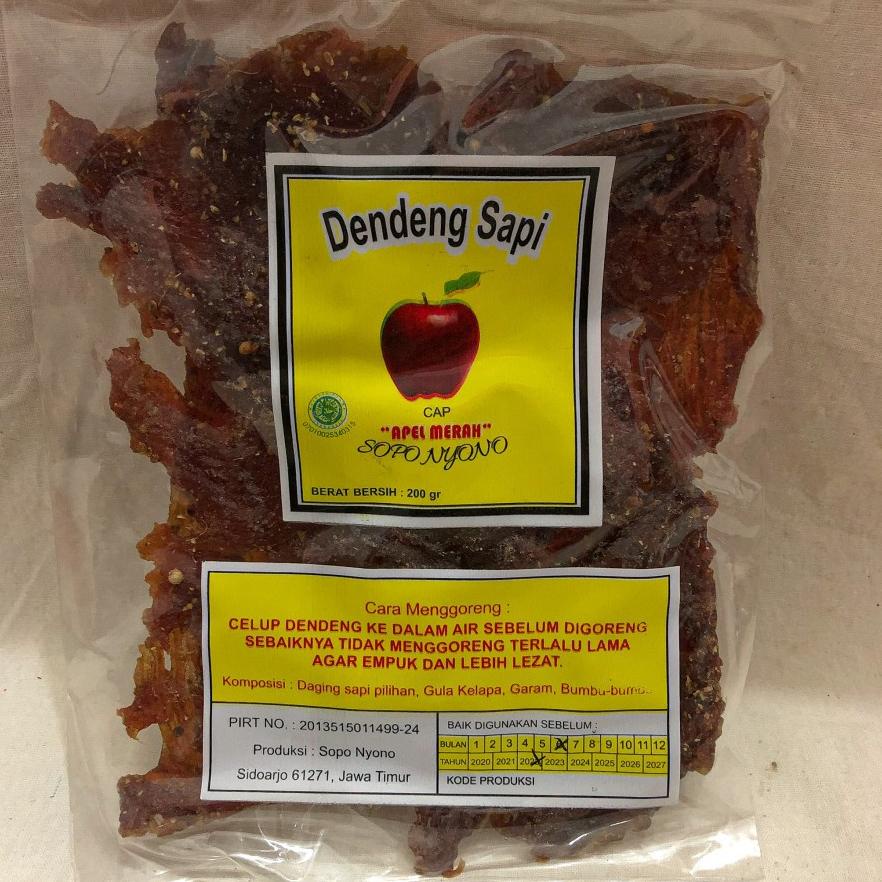 Dendeng Sapi
CAP
"APEL MERAH"
SOPO NYONO
BERAT BERSIH : 200 gr
Cara Menggoreng :
CELUP DENDENG KE DALAM AIR SEBELUM DIGORENG
SEBAIKNYA TIDAK MENGGORENG TERLALU LAMA
AGAR EMPUK DAN LEBIH LEZAT.
Komposisi : Daging sapi pilihan, Gula Kelapa, Garam,
PIRT NO. : 2013515011499-24
Produksi : Sopo Nyono
Sidoarjo 61271, Jawa Timur
BAIK DIGUNAKAN SEBELUM :
BULAN 1 2 3 4 5 6 7 8 9 10 11 12
TAHUN 2020 2021 2022 2023 2024 2025 2026 2027
KODE PRODUKSI